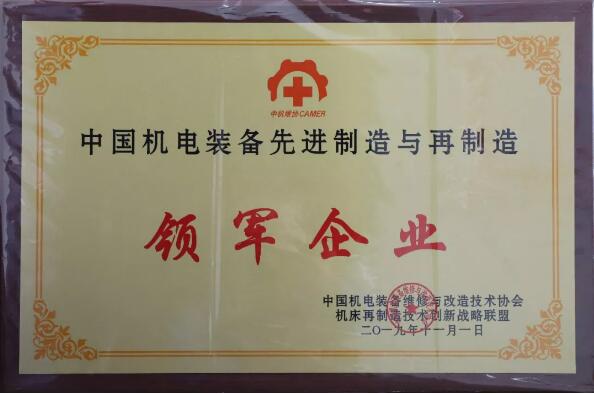 中机维协CAMER
中国机电装备先进制造与再制造
领军企业
中国机电装备维修与改造技术协会
机床再制造技术创新战略联盟
二〇一九年十一月一日